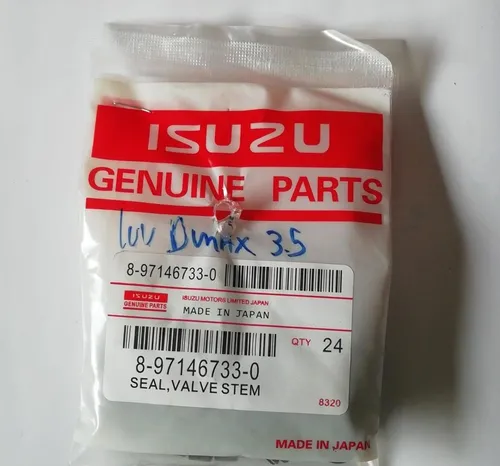 ISUZU
GENUINE PARTS
luv Dmax 3.5
8-97146733-0
ISUZU
GENUINE PARTS
ISUZU MOTORS LIMITED JAPAN
MADE IN JAPAN
QTY 24
8-97146733-0
SEAL,VALVE STEM
8320
MADE IN JAPAN